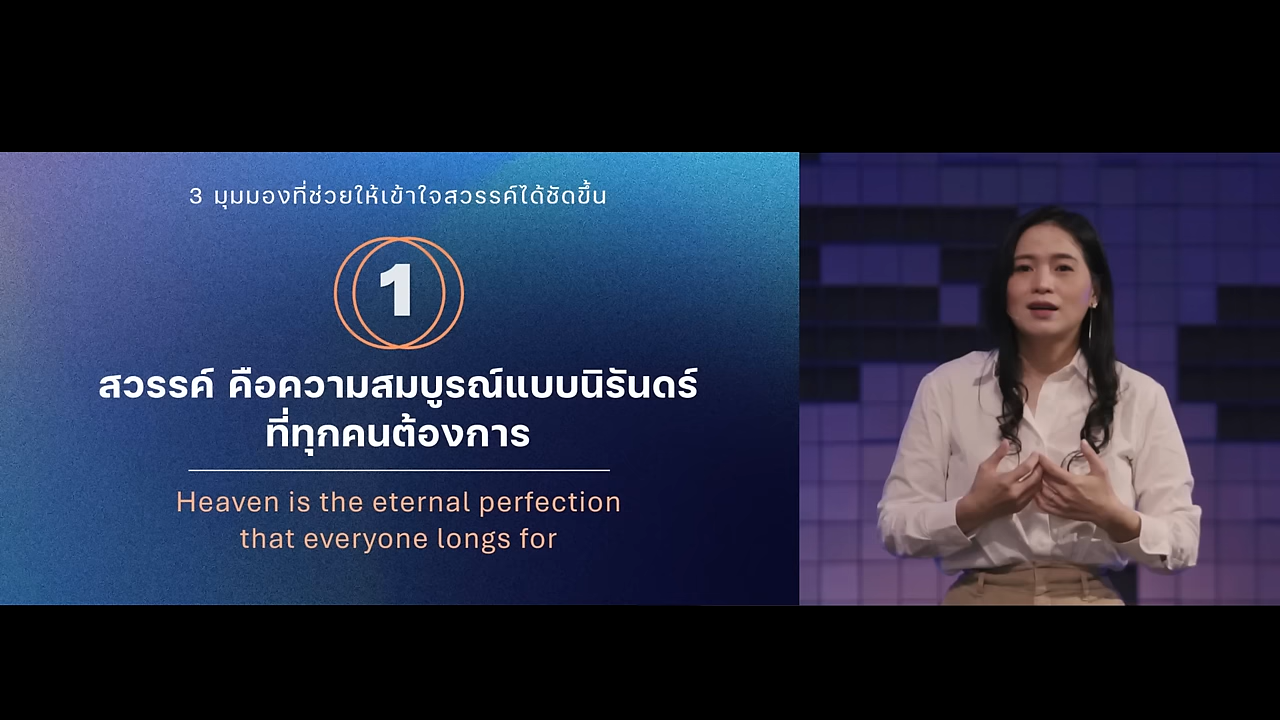 3 มุมมองที่ช่วยให้เข้าใจสวรรค์ได้ชัดขึ้น
1
สวรรค์ คือความสมบูรณ์แบบนิรันดร์
ที่ทุกคนต้องการ
Heaven is the eternal perfection
that everyone longs for